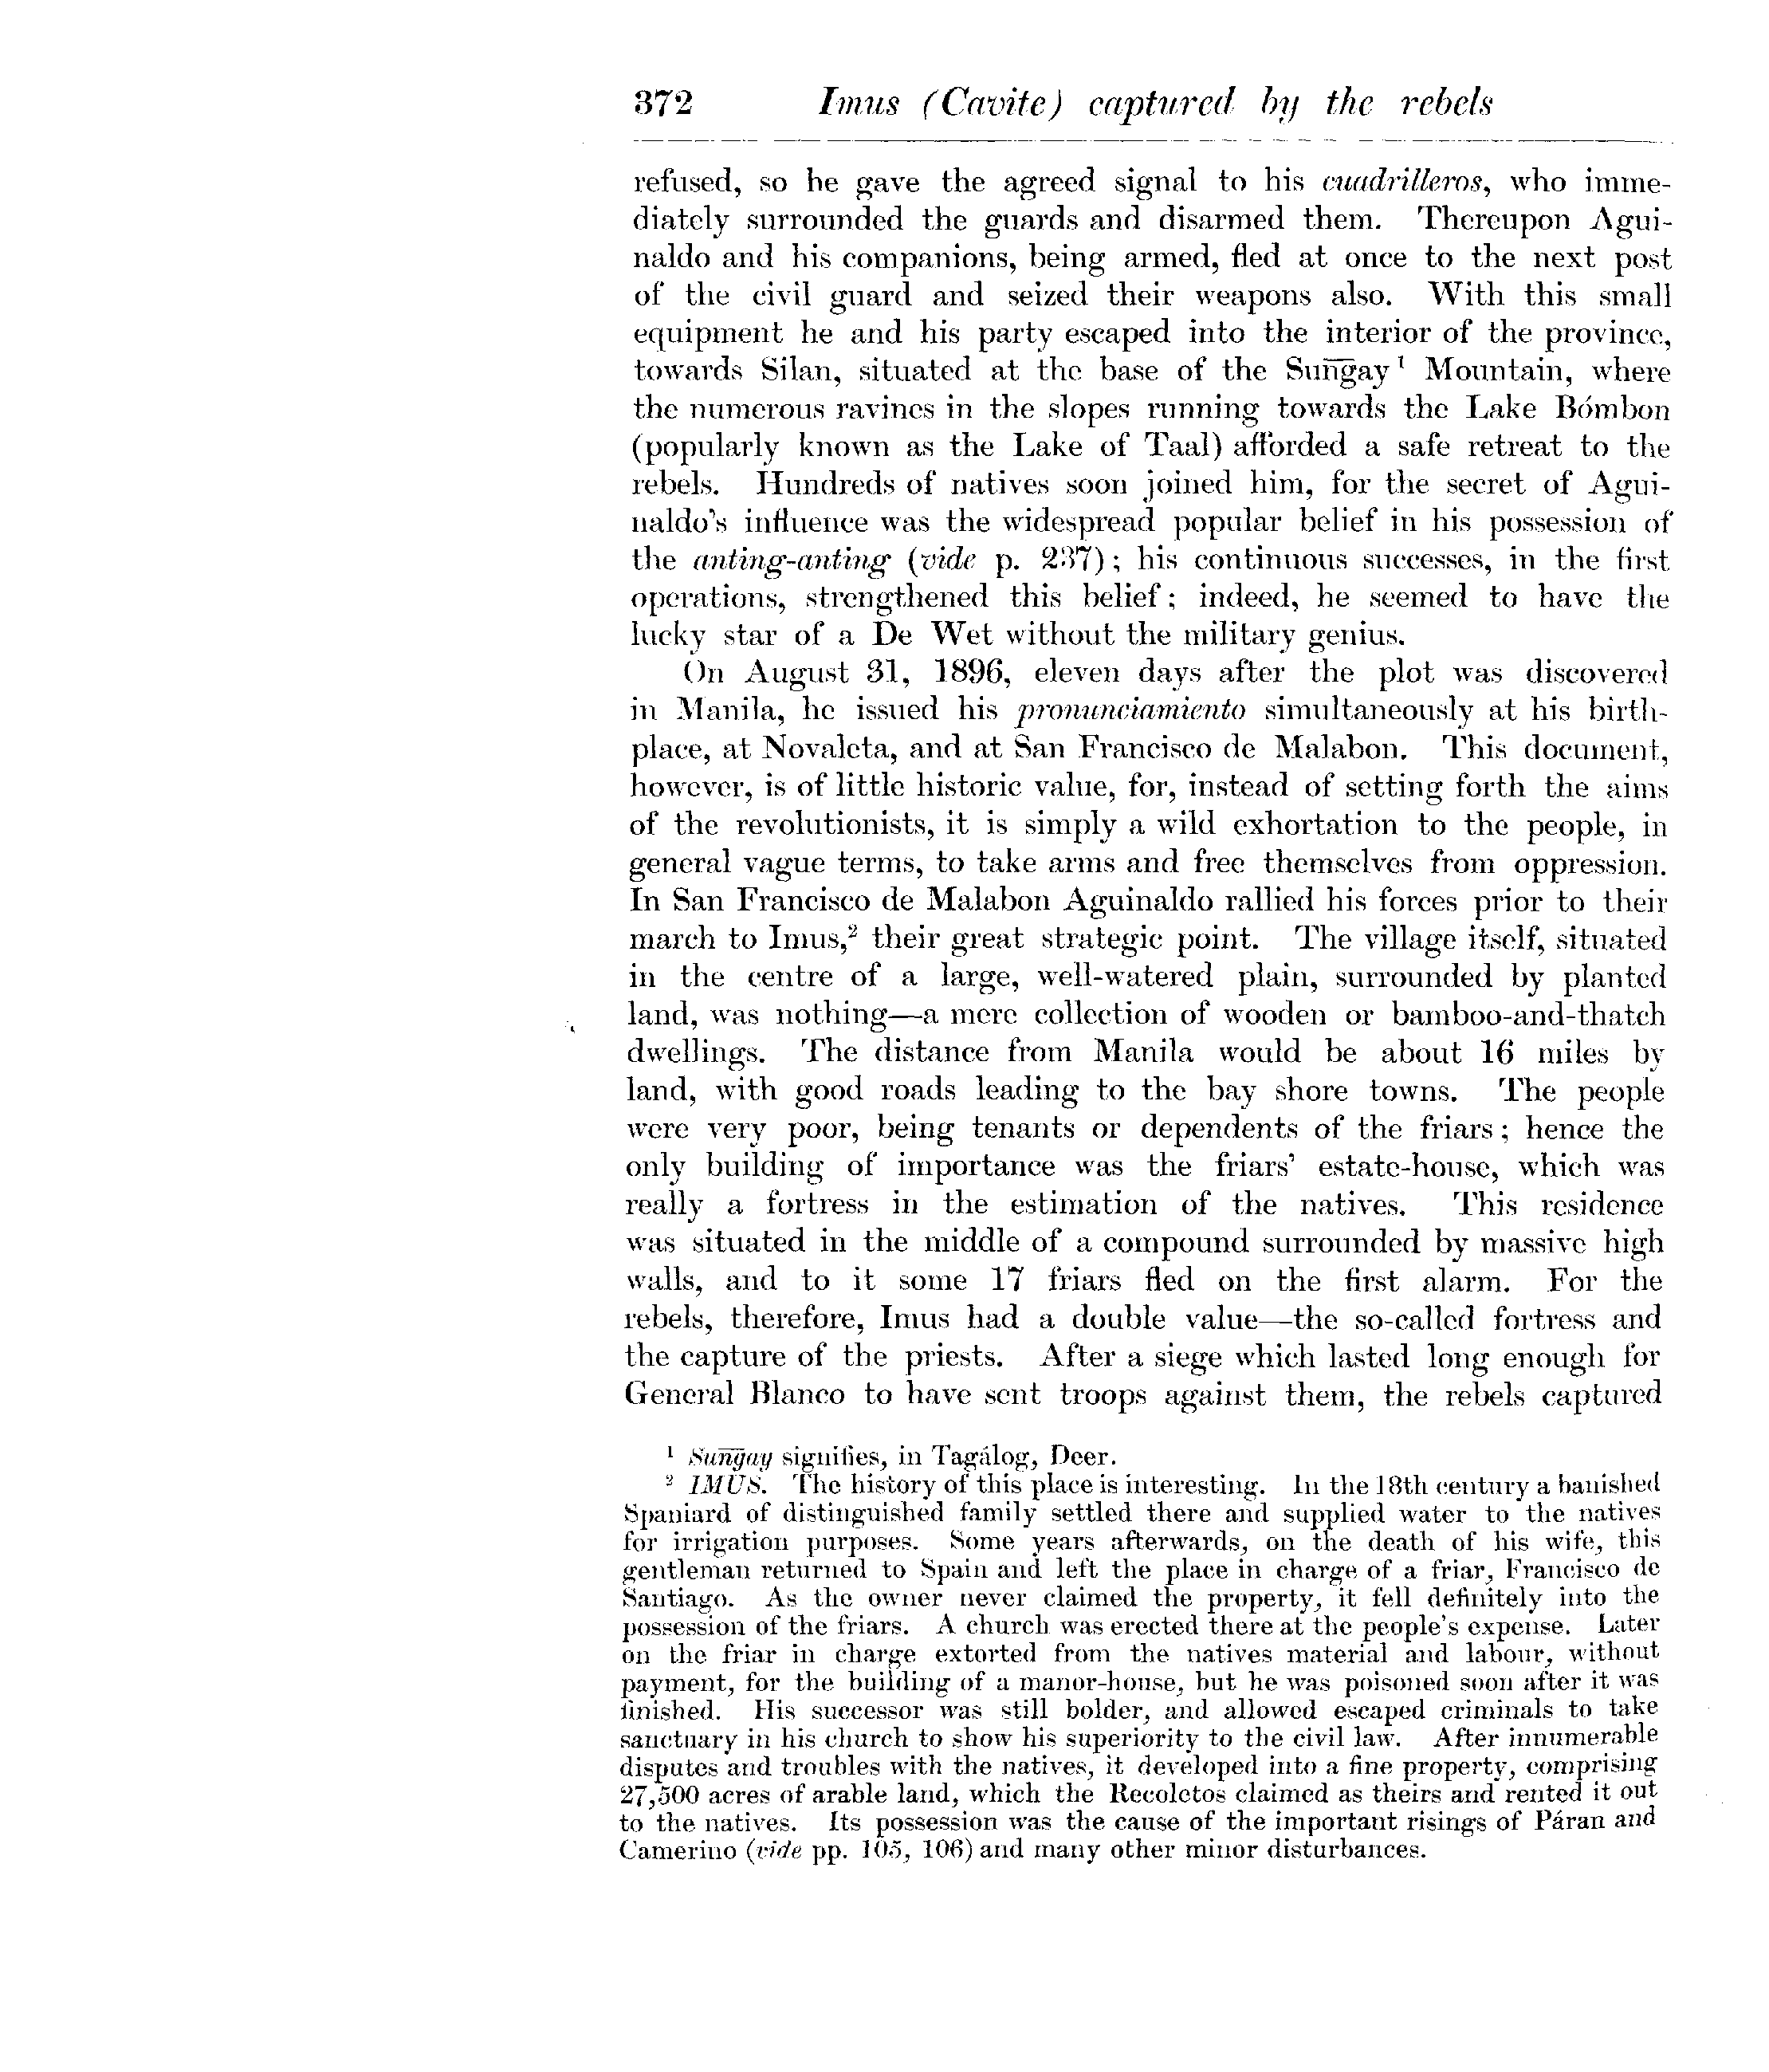 372 Imus (Cavite) captured by the rebels
refused, so he gave the agreed signal to his cuadrilleros, who imme-
diately surrounded the guards and disarmed them. Thereupon Agui-
naldo and his companions, being armed, fled at once to the next post
of the civil guard and seized their weapons also. With this small
equipment he and his party escaped into the interior of the province,
towards Silan, situated at the base of the Sun͠gay ¹ Mountain, where
the numerous ravines in the slopes running towards the Lake Bómbon
(popularly known as the Lake of Taal) afforded a safe retreat to the
rebels. Hundreds of natives soon joined him, for the secret of Agui-
naldo's influence was the widespread popular belief in his possession of
the anting-anting (vide p. 237); his continuous successes, in the first
operations, strengthened this belief; indeed, he seemed to have the
lucky star of a De Wet without the military genius.
On August 31, 1896, eleven days after the plot was discovered
in Manila, he issued his pronunciamiento simultaneously at his birth-
place, at Novaleta, and at San Francisco de Malabon. This document,
however, is of little historic value, for, instead of setting forth the aims
of the revolutionists, it is simply a wild exhortation to the people, in
general vague terms, to take arms and free themselves from oppression.
In San Francisco de Malabon Aguinaldo rallied his forces prior to their
march to Imus,² their great strategic point. The village itself, situated
in the centre of a large, well-watered plain, surrounded by planted
land, was nothing—a mere collection of wooden or bamboo-and-thatch
dwellings. The distance from Manila would be about 16 miles by
land, with good roads leading to the bay shore towns. The people
were very poor, being tenants or dependents of the friars; hence the
only building of importance was the friars' estate-house, which was
really a fortress in the estimation of the natives. This residence
was situated in the middle of a compound surrounded by massive high
walls, and to it some 17 friars fled on the first alarm. For the
rebels, therefore, Imus had a double value—the so-called fortress and
the capture of the priests. After a siege which lasted long enough for
General Blanco to have sent troops against them, the rebels captured
¹ Sun͠gay signifies, in Tagálog, Deer.
² IMUS. The history of this place is interesting. In the 18th century a banished
Spaniard of distinguished family settled there and supplied water to the natives
for irrigation purposes. Some years afterwards, on the death of his wife, this
gentleman returned to Spain and left the place in charge of a friar, Francisco de
Santiago. As the owner never claimed the property, it fell definitely into the
possession of the friars. A church was erected there at the people's expense. Later
on the friar in charge extorted from the natives material and labour, without
payment, for the building of a manor-house, but he was poisoned soon after it was
finished. His successor was still bolder, and allowed escaped criminals to take
sanctuary in his church to show his superiority to the civil law. After innumerable
disputes and troubles with the natives, it developed into a fine property, comprising
27,500 acres of arable land, which the Recoletos claimed as theirs and rented it out
to the natives. Its possession was the cause of the important risings of Páran and
Camerino (vide pp. 105, 106) and many other minor disturbances.